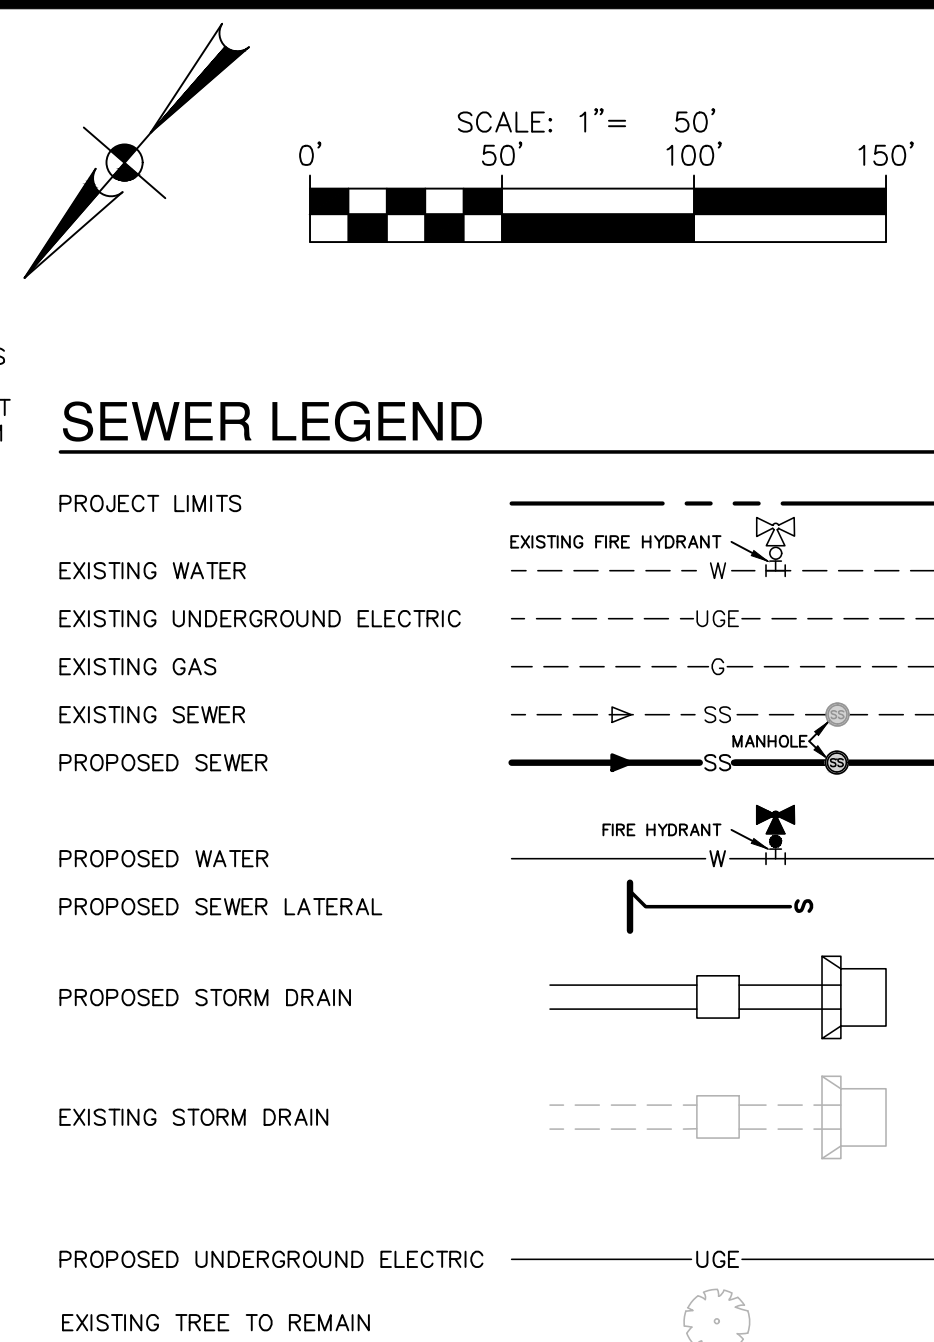 SCALE: 1"= 50'
0' 50' 100' 150'
S
T
SEWER LEGEND
PROJECT LIMITS
EXISTING FIRE HYDRANT
EXISTING WATER W
EXISTING UNDERGROUND ELECTRIC UGE
EXISTING GAS G
EXISTING SEWER SS SS
MANHOLE
PROPOSED SEWER SS SS
FIRE HYDRANT
PROPOSED WATER W
PROPOSED SEWER LATERAL S
PROPOSED STORM DRAIN
EXISTING STORM DRAIN
PROPOSED UNDERGROUND ELECTRIC UGE
EXISTING TREE TO REMAIN